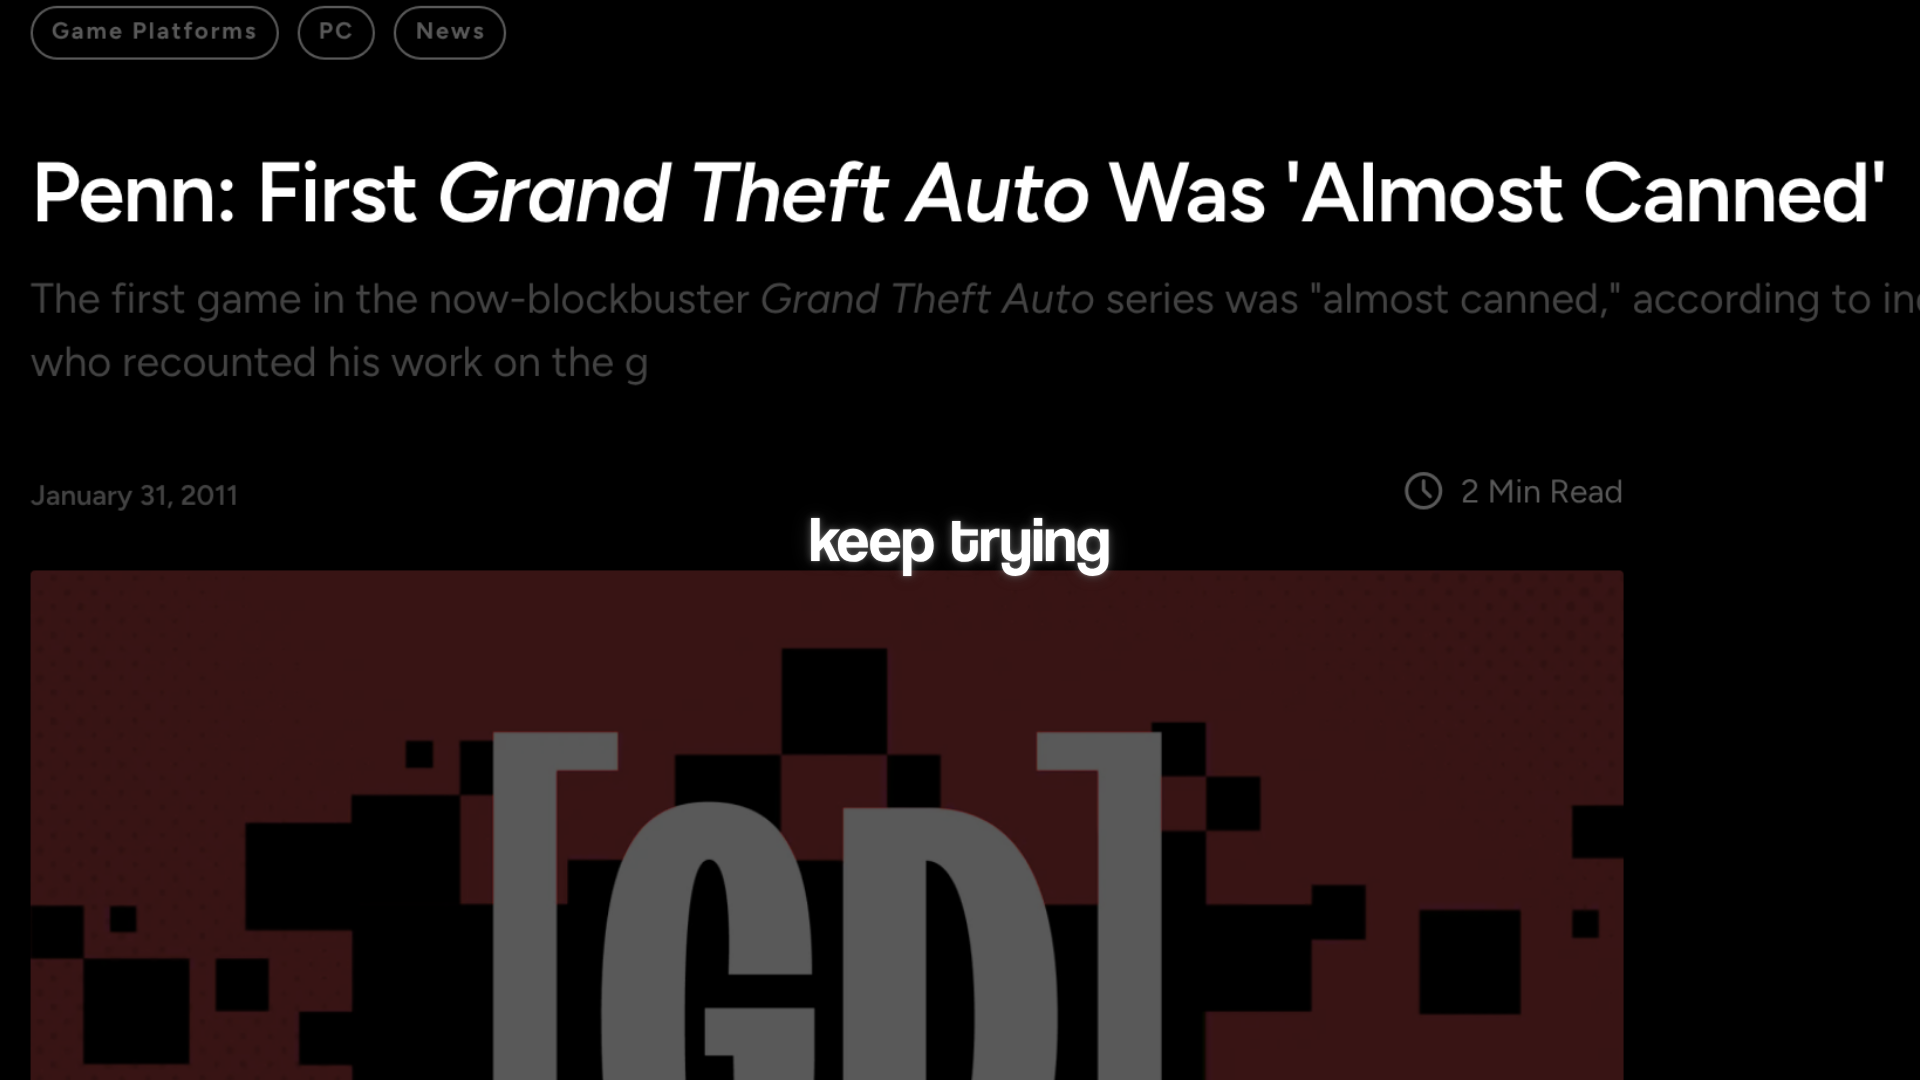 Game Platforms PC News
Penn: First Grand Theft Auto Was 'Almost Canned'
The first game in the now-blockbuster Grand Theft Auto series was "almost canned," according to
who recounted his work on the g
January 31, 2011
2 Min Read
keep trying
[GD]